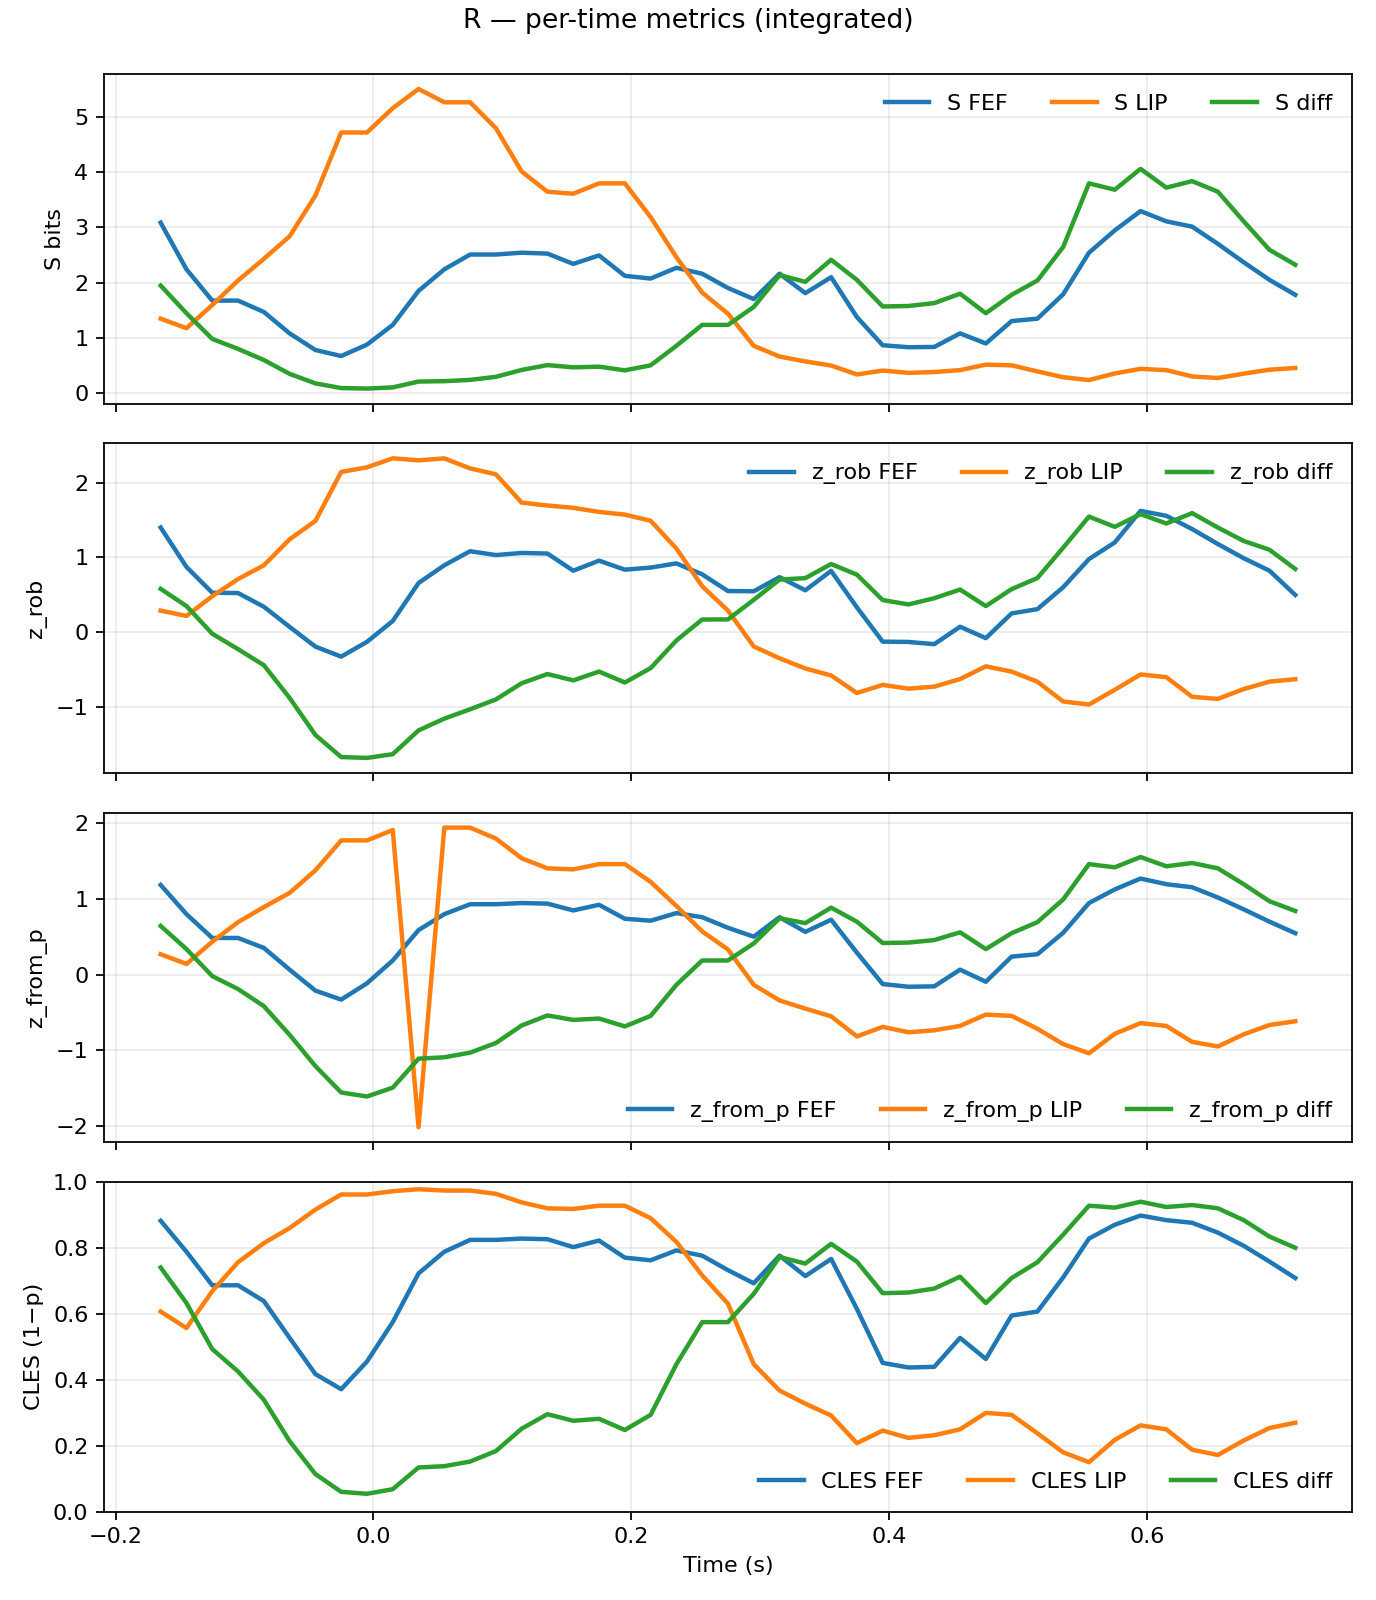 R — per-time metrics (integrated)
S FEF S LIP S diff
5
4
3
2
1
0
S bits
z_rob FEF z_rob LIP z_rob diff
2
1
0
−1
z_rob
2
1
0
−1
−2
z_from_p
z_from_p FEF z_from_p LIP z_from_p diff
1.0
0.8
0.6
0.4
0.2
0.0
CLES (1−p)
CLES FEF CLES LIP CLES diff
−0.2 0.0 0.2 0.4 0.6
Time (s)